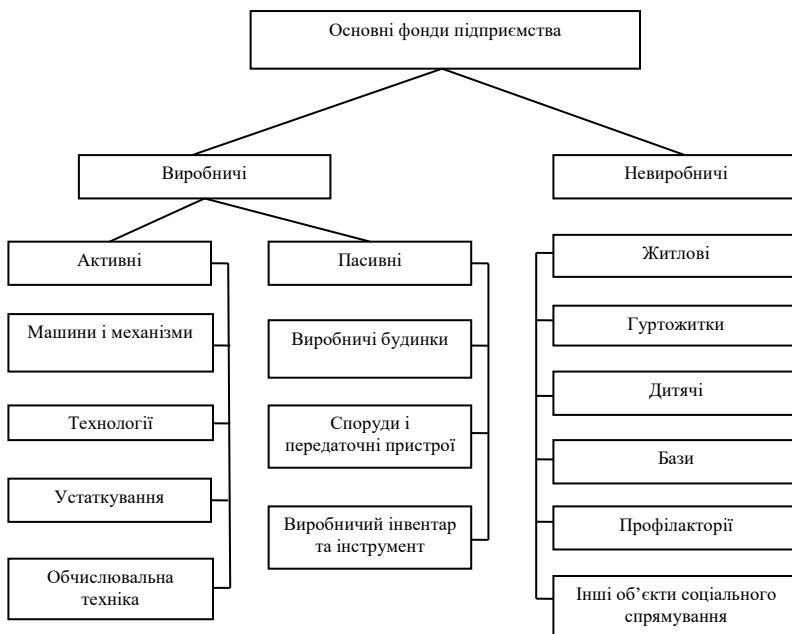 Основні фонди підприємства
Виробничі
Невиробничі
Активні
Машини і механізми
Технології
Устаткування
Обчислювальна
техніка
Пасивні
Виробничі будинки
Споруди і
передаточні пристрої
Виробничий інвентар
та інструмент
Житлові
Гуртожитки
Дитячі
Бази
Профілакторії
Інші об’єкти соціального
спрямування